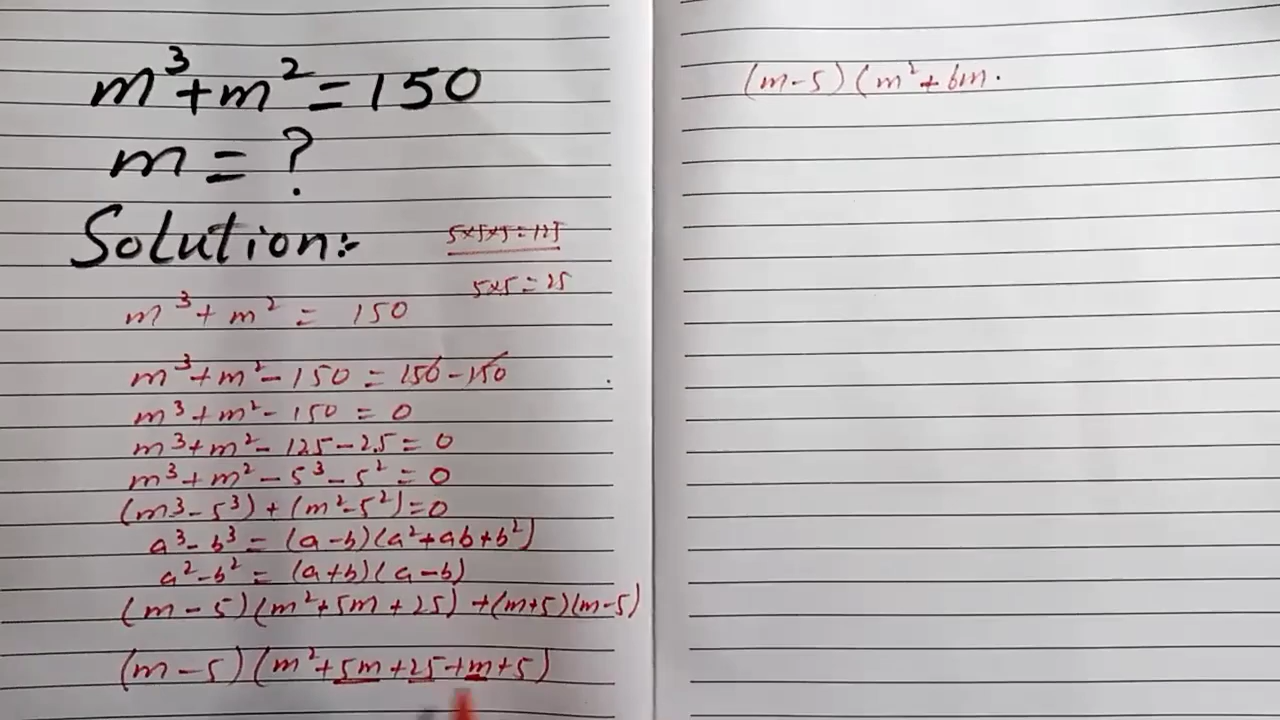 m³+m²=150
m=?
Solution:-
5×5×5=125
5×5=25
m³+m²=150
m³+m²-150=150-150
m³+m²-150=0
m³+m²-125-25=0
m³+m²-5³-5²=0
(m³-5³)+(m²-5²)=0
a³-b³=(a-b)(a²+ab+b²)
a²-b²=(a+b)(a-b)
(m-5)(m²+5m+25)+(m+5)(m-5)
(m-5)(m²+5m+25+m+5)
(m-5)(m²+6m.